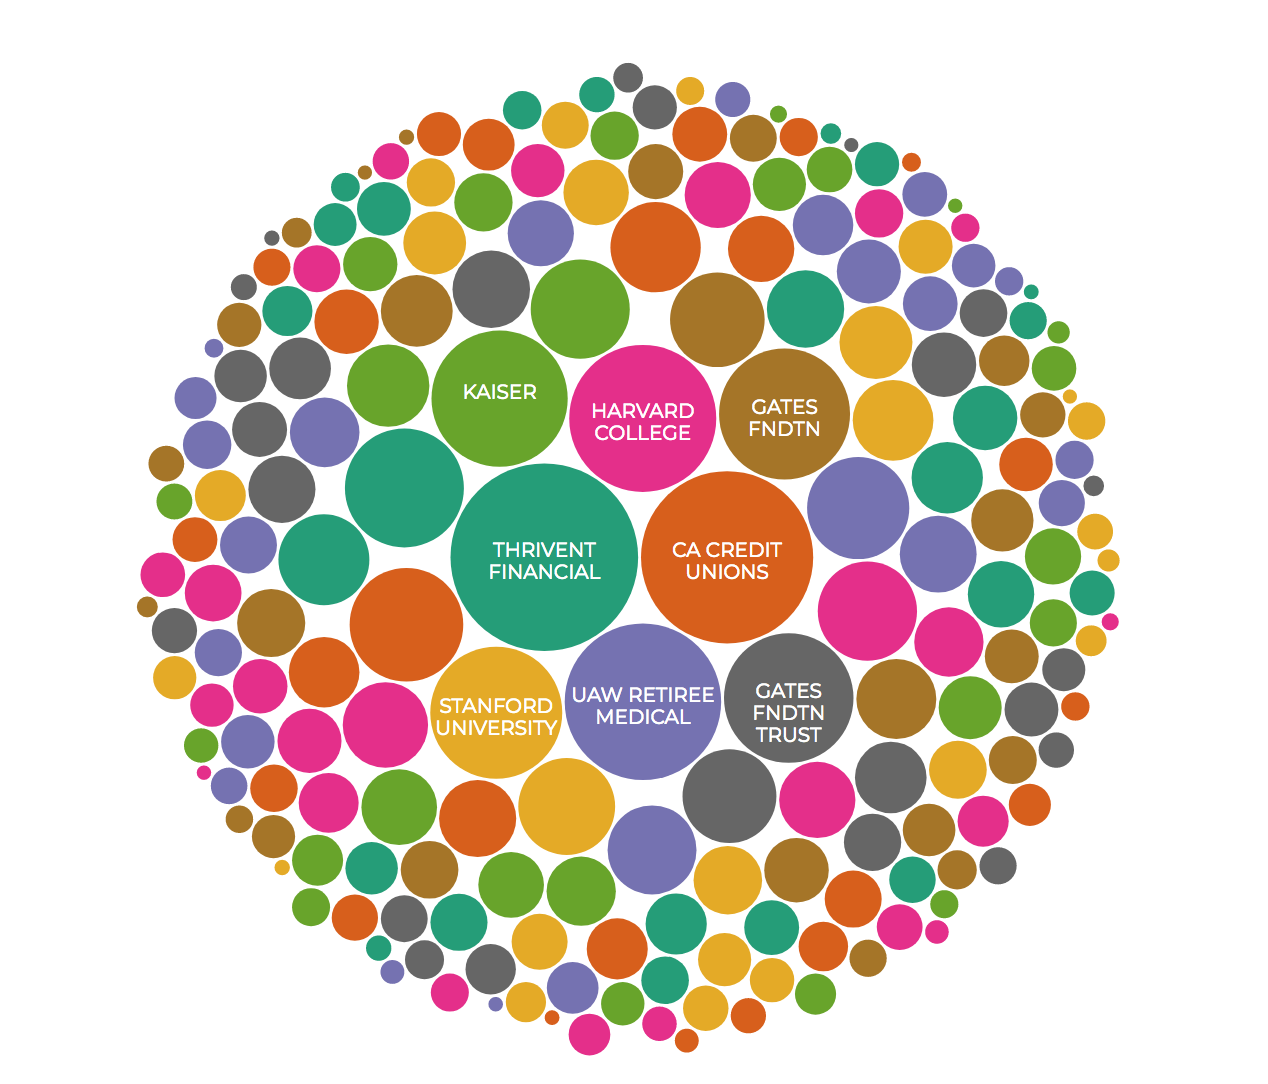 KAISER
HARVARD
COLLEGE
GATES
FNDTN
THRIVENT
FINANCIAL
CA CREDIT
UNIONS
STANFORD
UNIVERSITY
UAW RETIREE
MEDICAL
GATES
FNDTN
TRUST